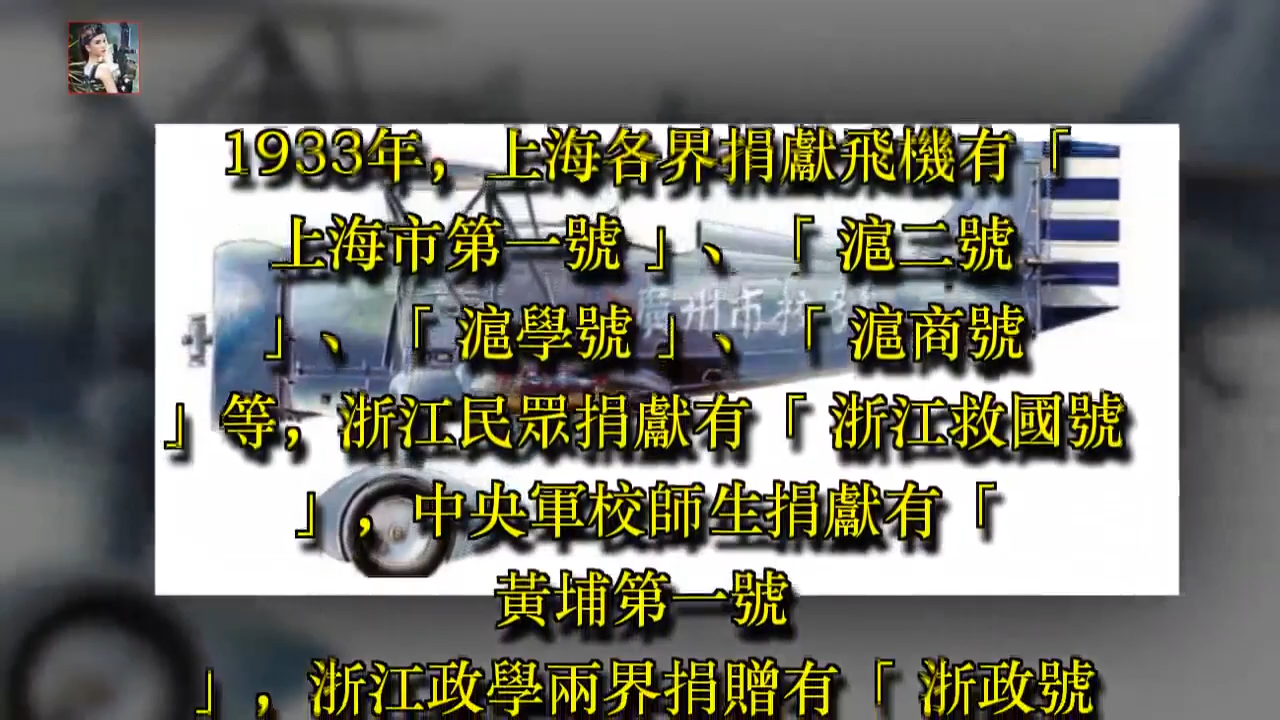 1933年，上海各界捐獻飛機有「
上海市第一號 」、「 滬二號
」、「 滬學號 」、「 滬商號
」等，浙江民眾捐獻有「 浙江救國號
」，中央軍校師生捐獻有「
黃埔第一號
」，浙江政學兩界捐贈有「 浙政號
廣州市